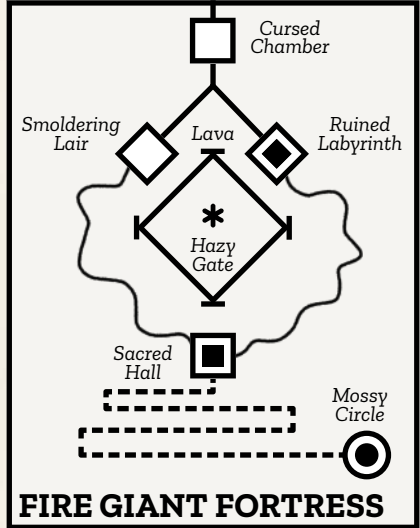 Cursed
Chamber
Smoldering
Lair
Lava
Ruined
Labyrinth
*
Hazy
Gate
Sacred
Hall
Mossy
Circle
FIRE GIANT FORTRESS